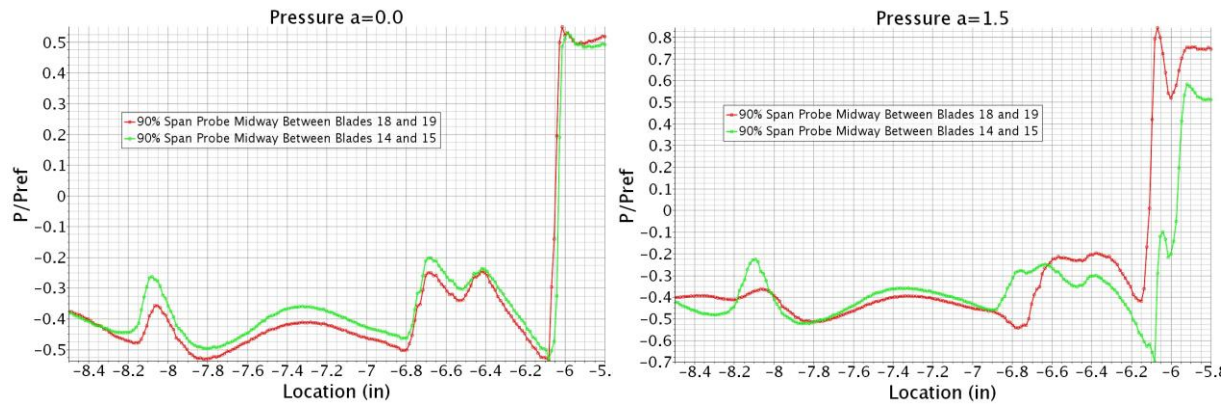 Pressure a=0.0
0.5
0.4
0.3
0.2
0.1
0
−0.1
−0.2
−0.3
−0.4
−0.5
P/Pref
90% Span Probe Midway Between Blades 18 and 19
90% Span Probe Midway Between Blades 14 and 15
−8.4 −8.2 −8 −7.8 −7.6 −7.4 −7.2 −7 −6.8 −6.6 −6.4 −6.2 −6 −5.
Location (in)
Pressure a=1.5
0.8
0.7
0.6
0.5
0.4
0.3
0.2
0.1
0
−0.1
−0.2
−0.3
−0.4
−0.5
−0.6
−0.7
P/Pref
90% Span Probe Midway Between Blades 18 and 19
90% Span Probe Midway Between Blades 14 and 15
−8.4 −8.2 −8 −7.8 −7.6 −7.4 −7.2 −7 −6.8 −6.6 −6.4 −6.2 −6 −5.8
Location (in)